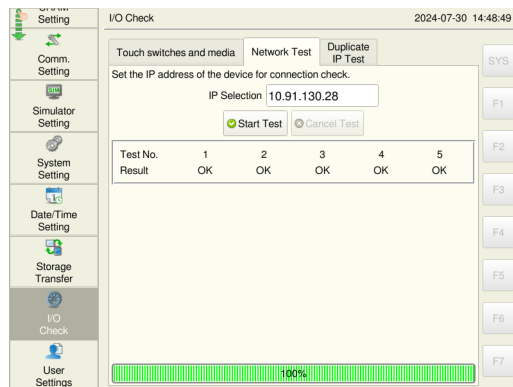 Setting
I/O Check
2024-07-30 14:48:49
Comm.
Setting
Simulator
Setting
System
Setting
Date/Time
Setting
Storage
Transfer
I/O
Check
User
Settings
Touch switches and media
Network Test
Duplicate
IP Test
Set the IP address of the device for connection check.
IP Selection 10.91.130.28
Start Test
Cancel Test
Test No. 1 2 3 4 5
Result OK OK OK OK OK
100%
SYS
F1
F2
F3
F4
F5
F6
F7